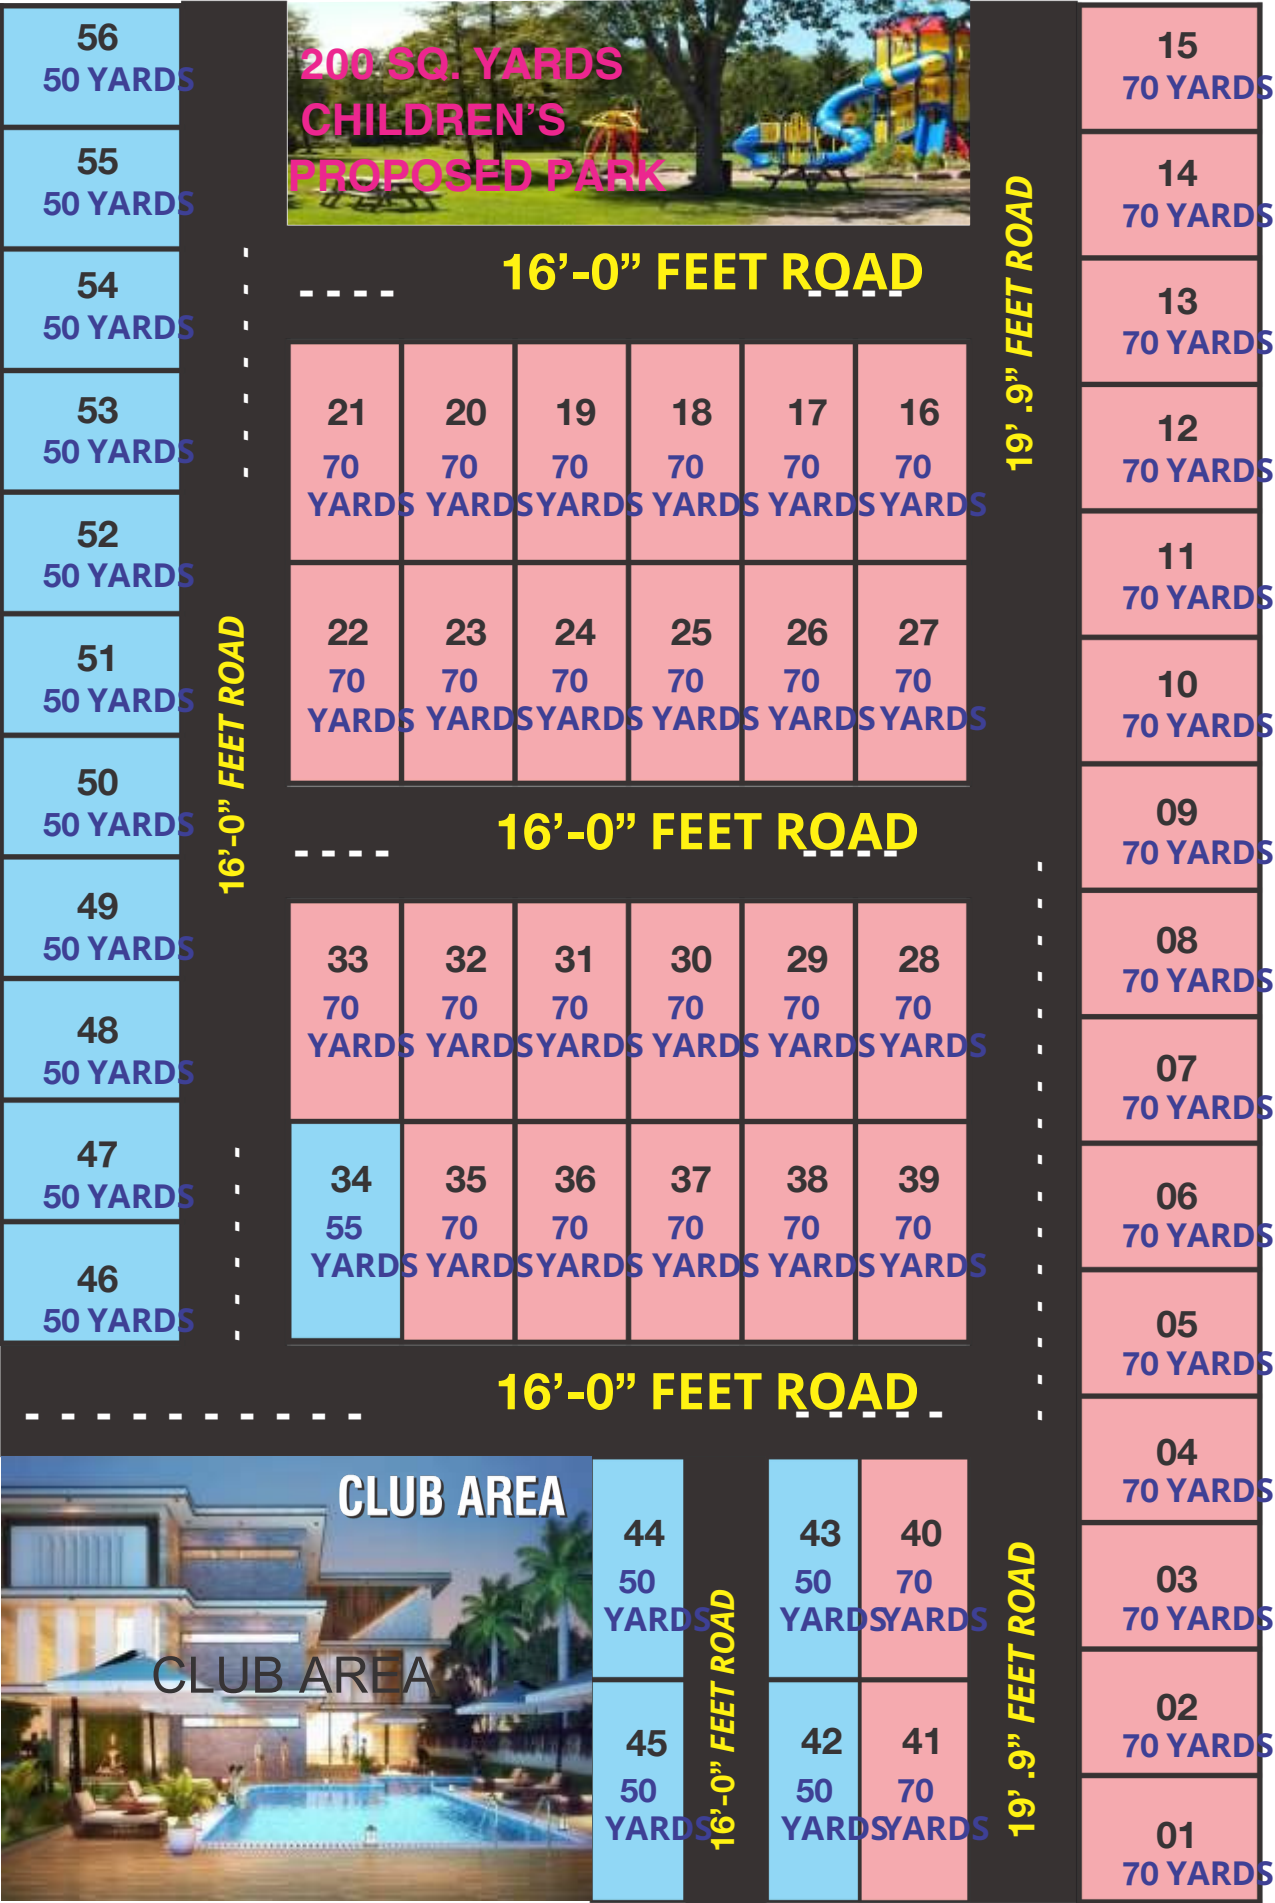 56
50 YARDS
55
50 YARDS
54
50 YARDS
53
50 YARDS
52
50 YARDS
51
50 YARDS
50
50 YARDS
49
50 YARDS
48
50 YARDS
47
50 YARDS
46
50 YARDS
16'-0” FEET ROAD
200 SQ. YARDS
CHILDREN'S
PROPOSED PARK
16'-0” FEET ROAD
21
70
YARDS
20
70
YARDS
19
70
YARDS
18
70
YARDS
17
70
YARDS
16
70
YARDS
22
70
YARDS
23
70
YARDS
24
70
YARDS
25
70
YARDS
26
70
YARDS
27
70
YARDS
16'-0” FEET ROAD
33
70
YARDS
32
70
YARDS
31
70
YARDS
30
70
YARDS
29
70
YARDS
28
70
YARDS
34
55
YARDS
35
70
YARDS
36
70
YARDS
37
70
YARDS
38
70
YARDS
39
70
YARDS
16'-0” FEET ROAD
CLUB AREA
CLUB AREA
44
50
YARDS
45
50
YARDS
16'-0” FEET ROAD
43
50
YARDS
40
70
YARDS
42
50
YARDS
41
70
YARDS
19' .9” FEET ROAD
19' .9” FEET ROAD
15
70 YARDS
14
70 YARDS
13
70 YARDS
12
70 YARDS
11
70 YARDS
10
70 YARDS
09
70 YARDS
08
70 YARDS
07
70 YARDS
06
70 YARDS
05
70 YARDS
04
70 YARDS
03
70 YARDS
02
70 YARDS
01
70 YARDS